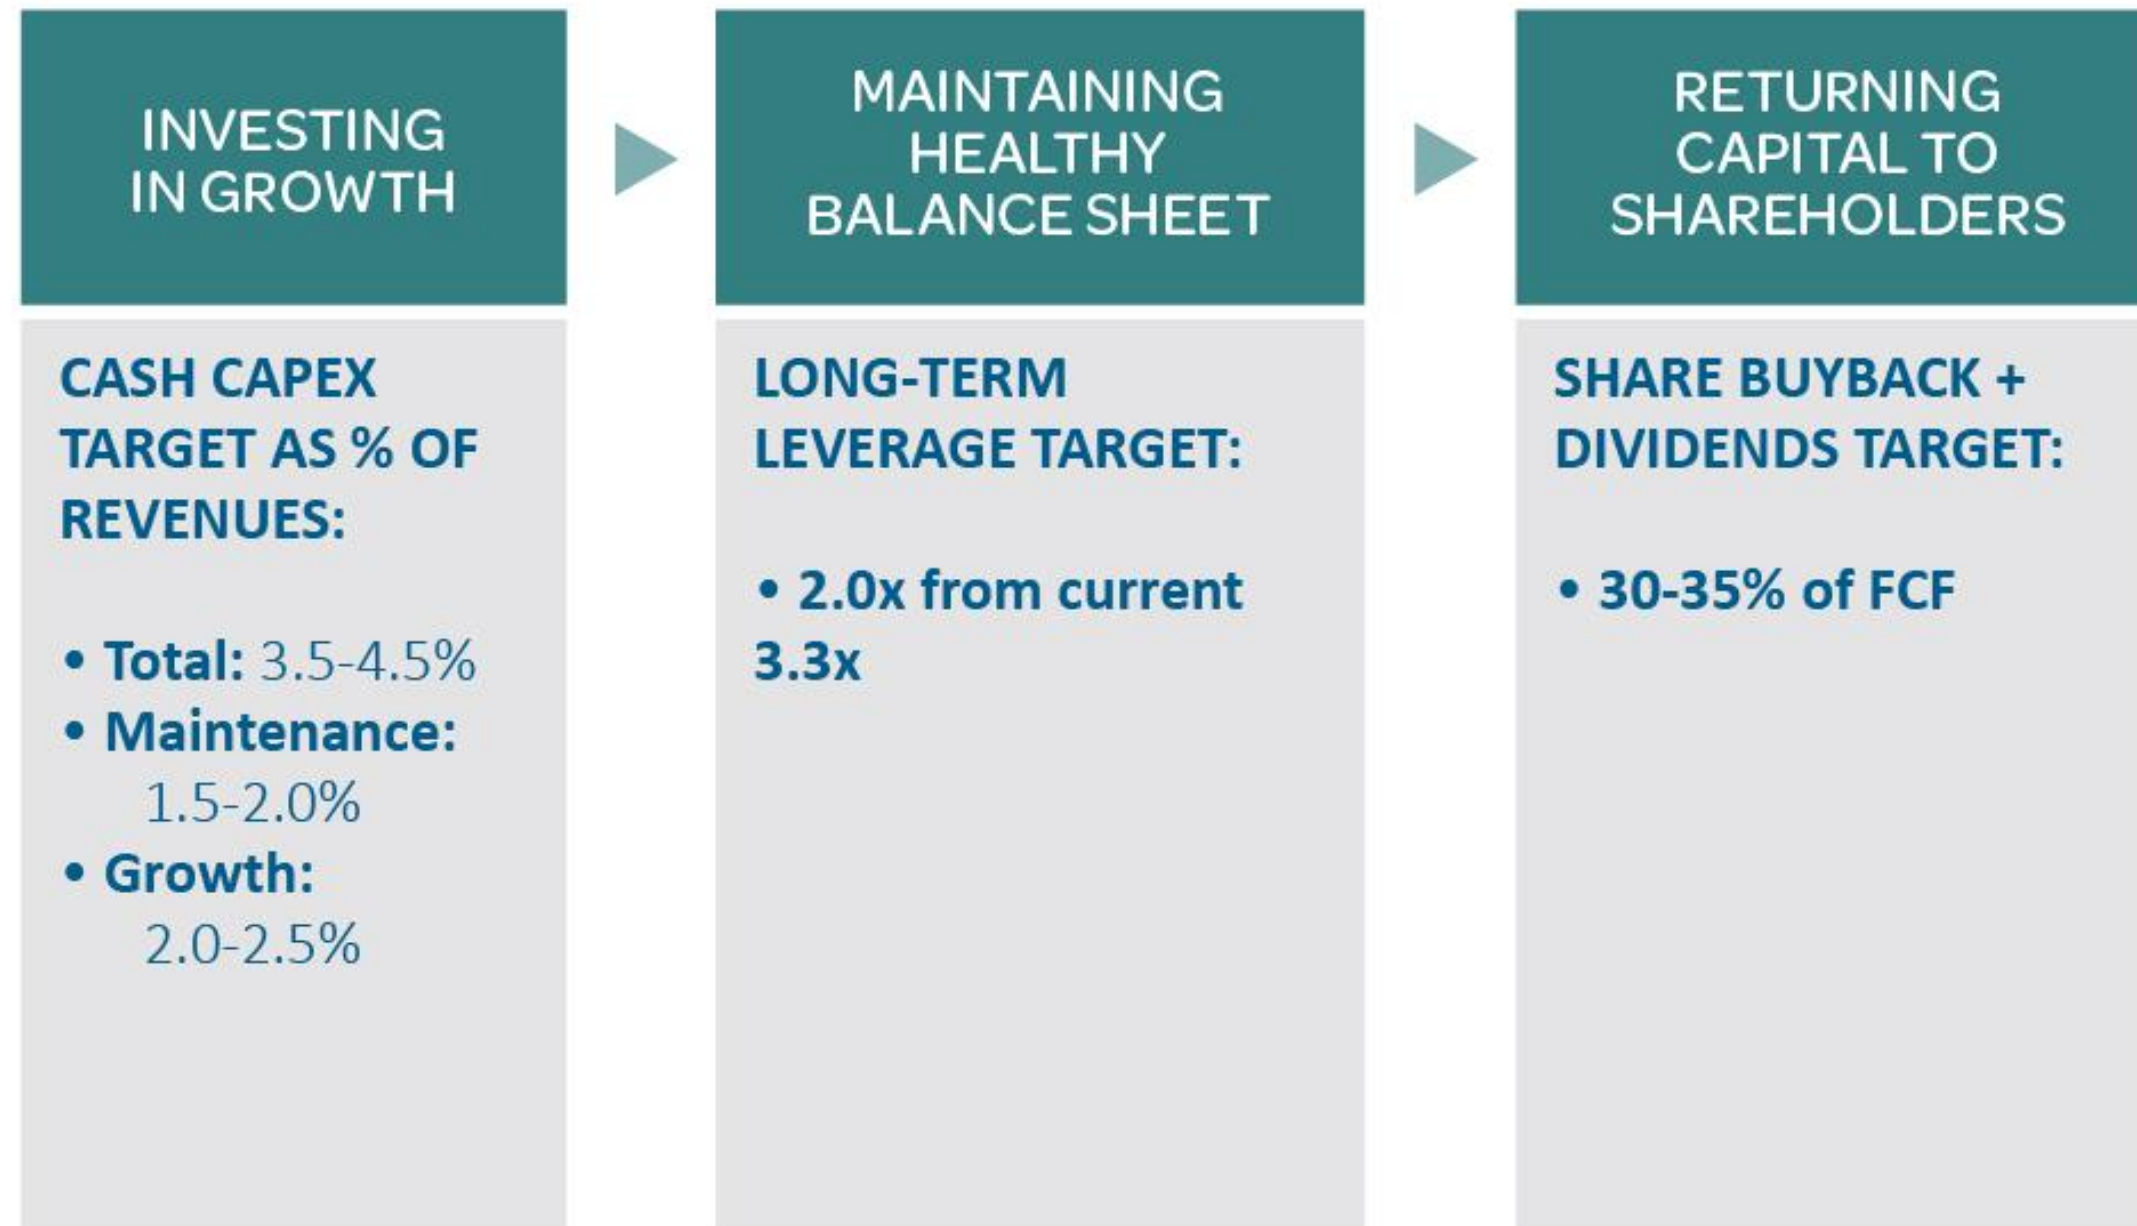 INVESTING
IN GROWTH
CASH CAPEX
TARGET AS % OF
REVENUES:
• Total: 3.5-4.5%
• Maintenance:
1.5-2.0%
• Growth:
2.0-2.5%
MAINTAINING
HEALTHY
BALANCE SHEET
LONG-TERM
LEVERAGE TARGET:
• 2.0x from current
3.3x
RETURNING
CAPITAL TO
SHAREHOLDERS
SHARE BUYBACK +
DIVIDENDS TARGET:
• 30-35% of FCF